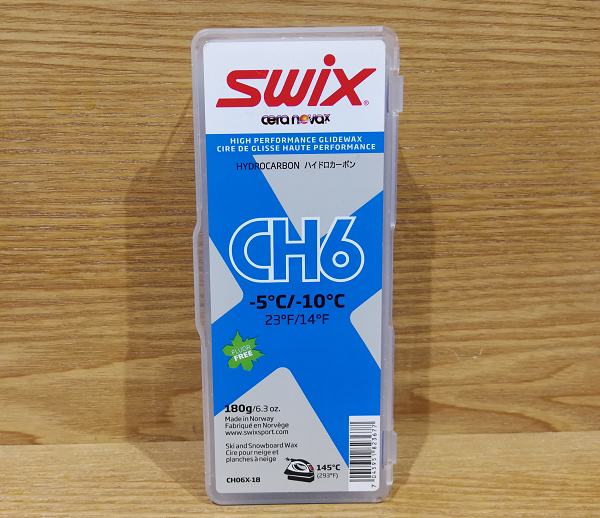 SWIX®
cera nova x
HIGH PERFORMANCE GLIDEWAX
CIRE DE GLISSE HAUTE PERFORMANCE
HYDROCARBON ハイドロカーボン
CH6
-5°C/-10°C
23°F/14°F
FLUOR
FREE
180g/6.3 oz.
Made in Norway
Fabriqué en Norvège
www.swixsport.com
Ski and Snowboard Wax
Cire pour neige et
planches à neige
145°C
(293°F)
CH06X-18